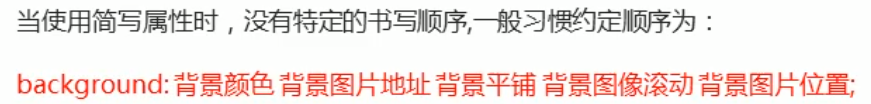 当使用简写属性时，没有特定的书写顺序,一般习惯约定顺序为：
background: 背景颜色 背景图片地址 背景平铺 背景图像滚动 背景图片位置;